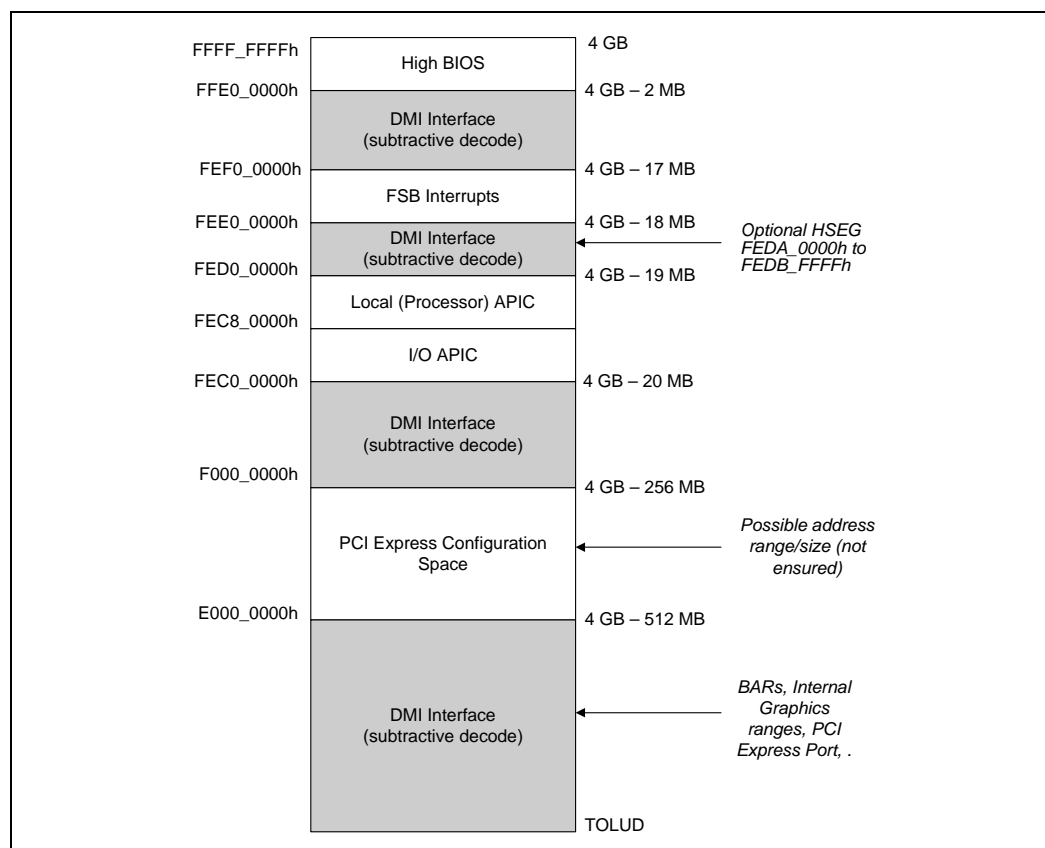 FFFF_FFFFh
4 GB
High BIOS
FFE0_0000h
4 GB – 2 MB
DMI Interface
(subtractive decode)
FEF0_0000h
4 GB – 17 MB
FSB Interrupts
FEE0_0000h
4 GB – 18 MB
DMI Interface
(subtractive decode)
Optional HSEG
FEDA_0000h to
FEDB_FFFFh
FED0_0000h
4 GB – 19 MB
Local (Processor) APIC
FEC8_0000h
I/O APIC
FEC0_0000h
4 GB – 20 MB
DMI Interface
(subtractive decode)
F000_0000h
4 GB – 256 MB
PCI Express Configuration
Space
Possible address
range/size (not
ensured)
E000_0000h
4 GB – 512 MB
DMI Interface
(subtractive decode)
BARs, Internal
Graphics
ranges, PCI
Express Port, .
TOLUD